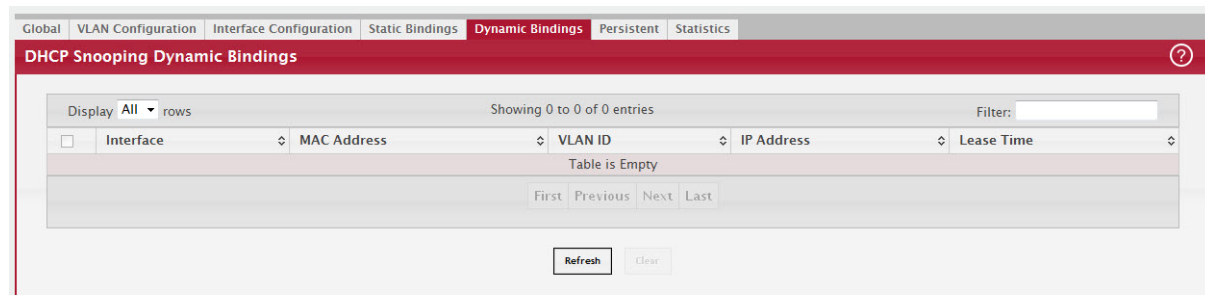 Global VLAN Configuration Interface Configuration Static Bindings Dynamic Bindings Persistent Statistics
DHCP Snooping Dynamic Bindings ?
Display All rows Showing 0 to 0 of 0 entries Filter:
Interface MAC Address VLAN ID IP Address Lease Time
Table is Empty
First Previous Next Last
Refresh Clear